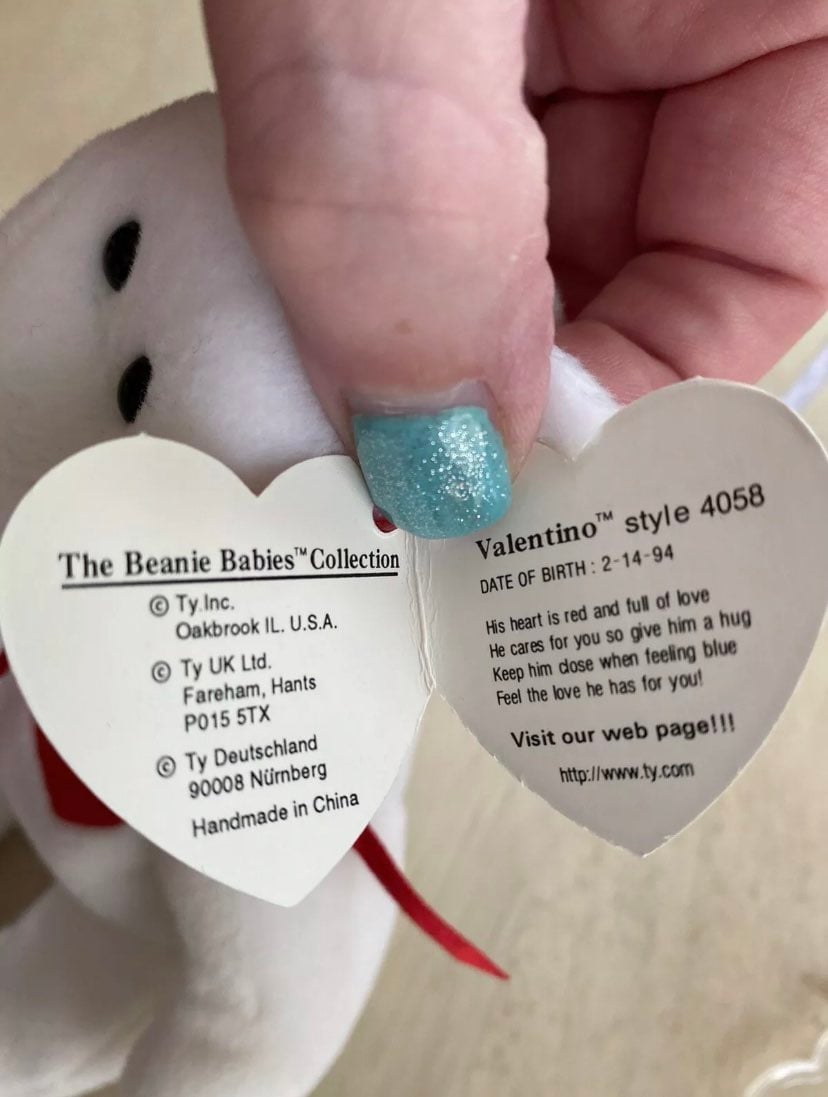 The Beanie Babies™ Collection
© Ty Inc.
Oakbrook IL. U.S.A.
© Ty UK Ltd.
Fareham, Hants
P015 5TX
© Ty Deutschland
90008 Nürnberg
Handmade in China
Valentino™ style 4058
DATE OF BIRTH : 2-14-94
His heart is red and full of love
He cares for you so give him a hug
Keep him close when feeling blue
Feel the love he has for you!
Visit our web page!!!
http://www.ty.com